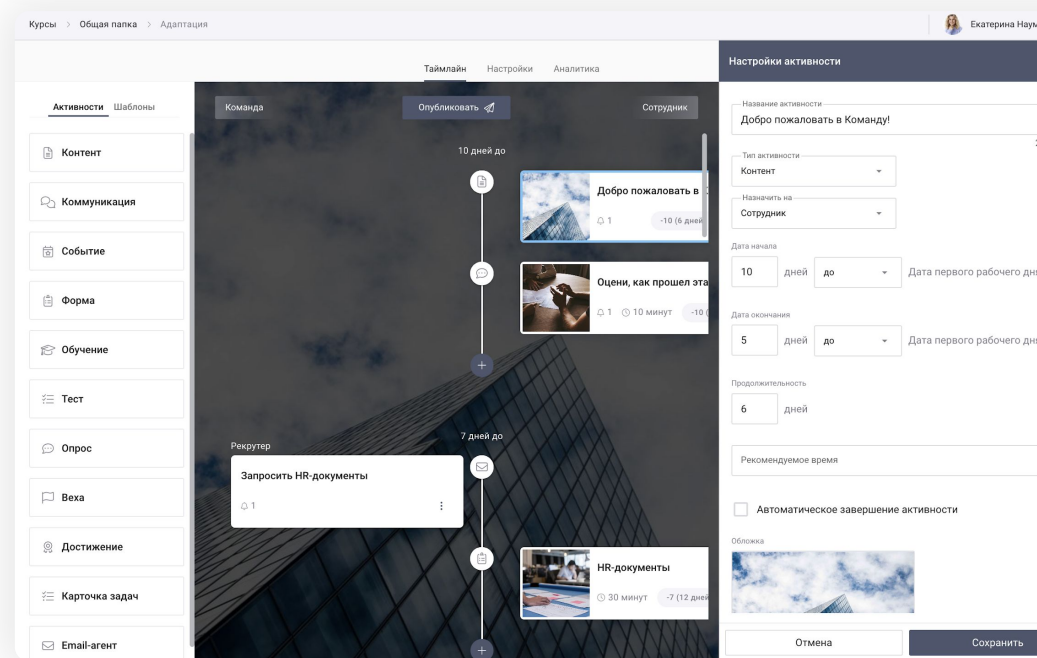 Курсы > Общая папка > Адаптация
Екатерина
Таймлайн Настройки Аналитика
Настройки активности
Активности Шаблоны
Контент
Коммуникация
Событие
Форма
Обучение
Тест
Опрос
Веха
Достижение
Карточка задач
Email-агент
Команда
Опубликовать
Сотрудник
10 дней до
Добро пожаловать в
1
-10 (6 дней
Оцени, как прошел эта
1 10 минут -10 (
+
7 дней до
Рекрутер
Запросить HR-документы
1
HR-документы
30 минут -7 (12 дней
+
Название активности
Добро пожаловать в Команду!
Тип активности
Контент
Назначить на
Сотрудник
Дата начала
10 дней до Дата первого рабочего дня
Дата окончания
5 дней до Дата первого рабочего дня
Продолжительность
6 дней
Рекомендуемое время
Автоматическое завершение активности
Обложка
Отмена
Сохранить